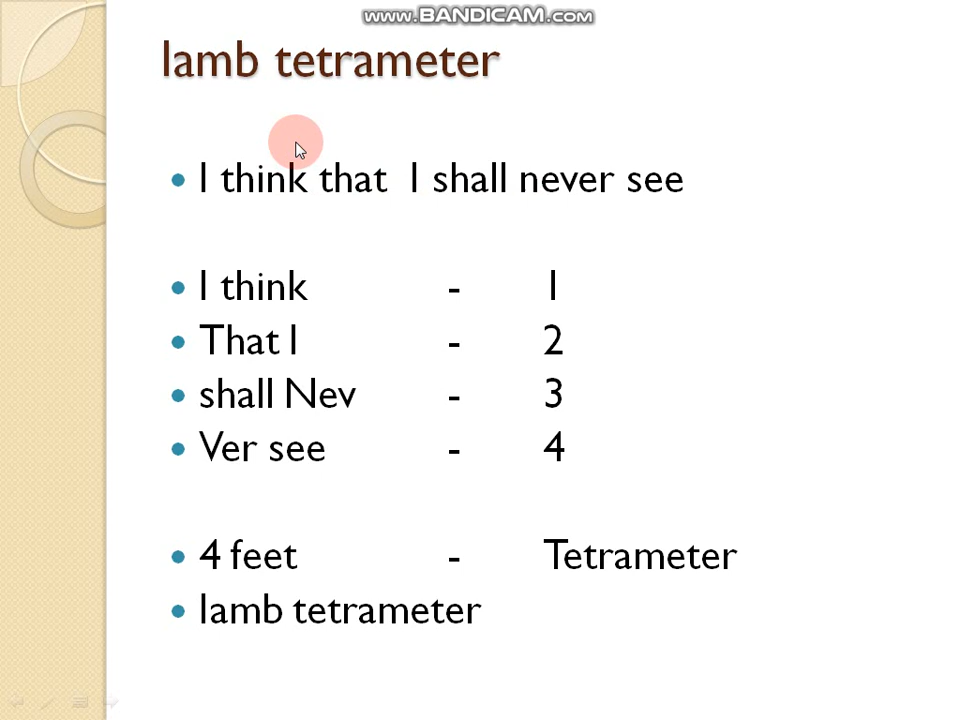 www.BANDICAM.com
Iamb tetrameter
• I think that I shall never see
• I think - 1
• That I - 2
• shall Nev - 3
• Ver see - 4
• 4 feet - Tetrameter
• Iamb tetrameter